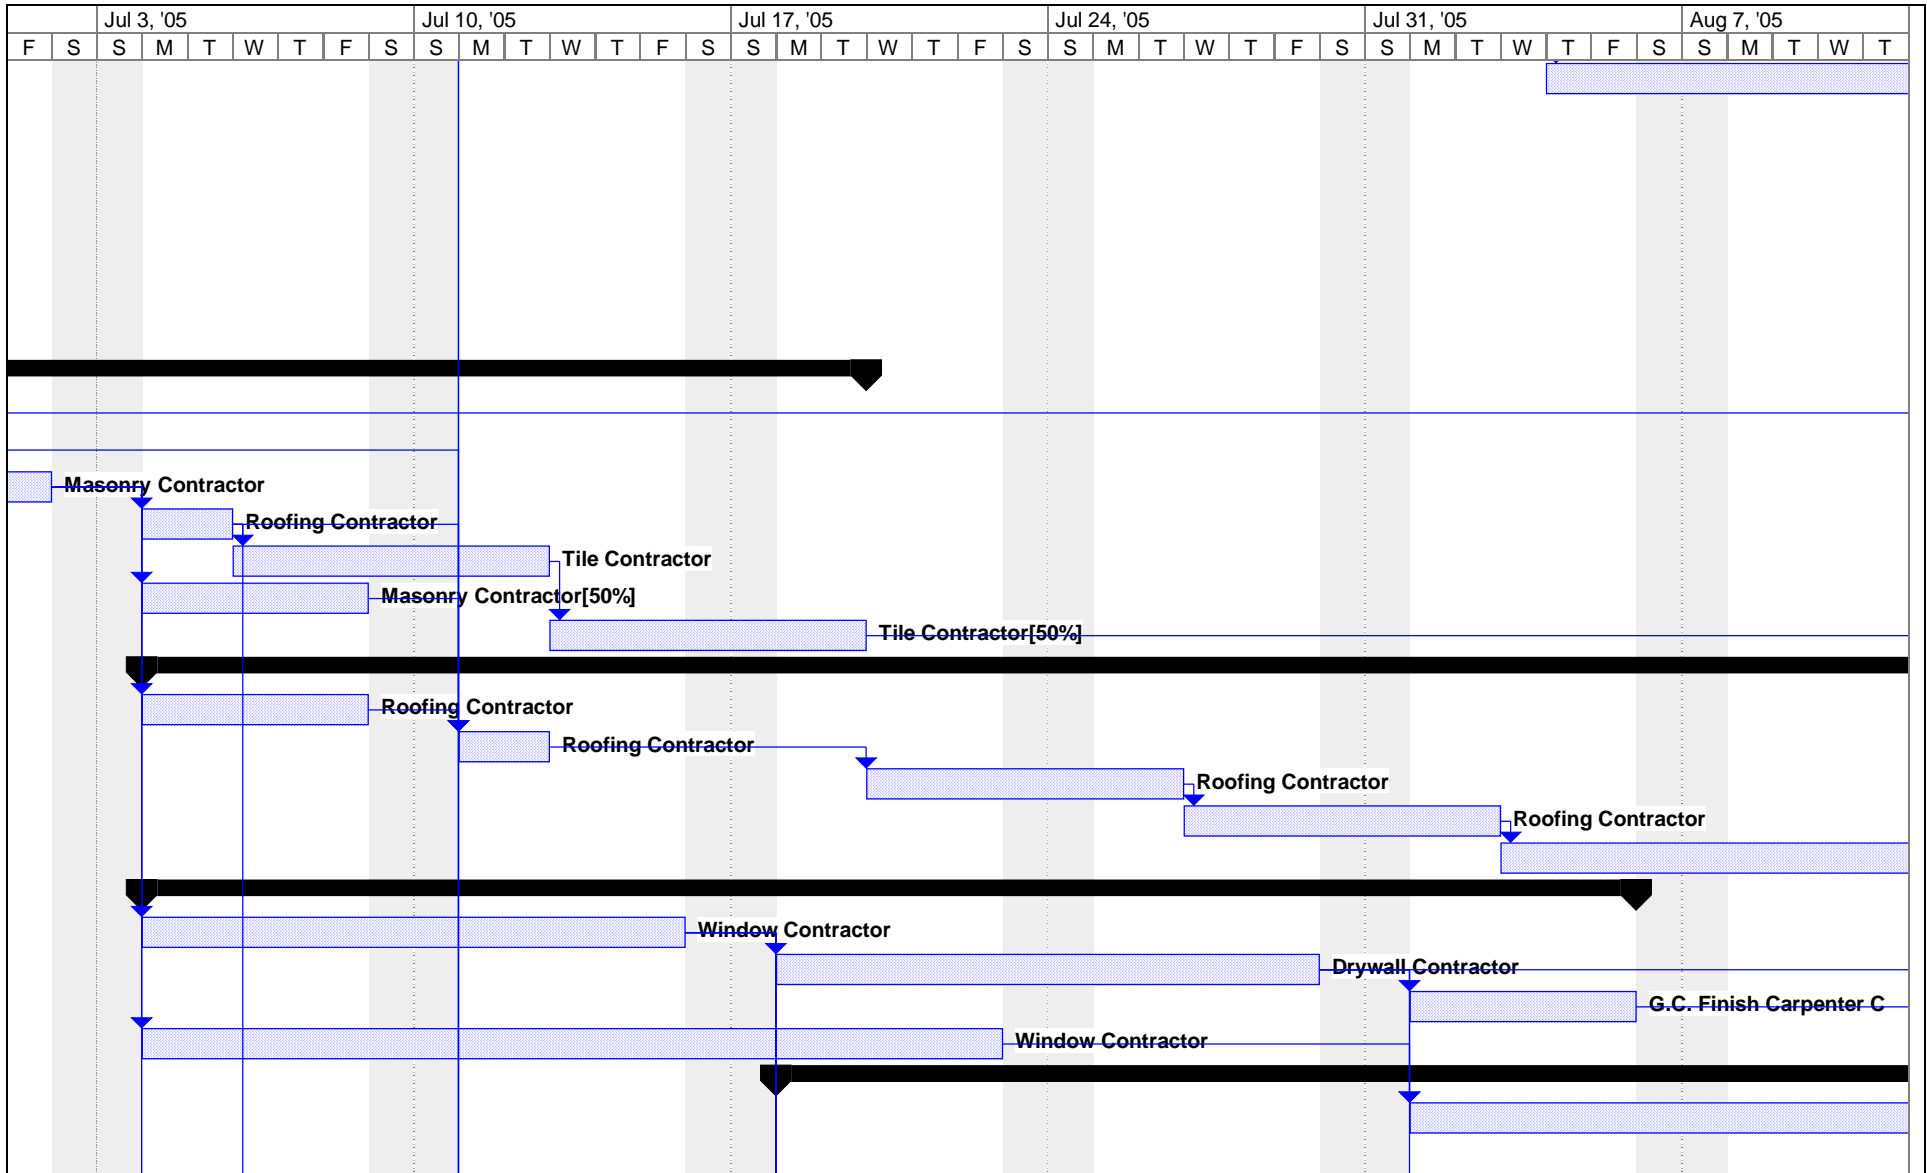 Jul 3, '05 Jul 10, '05 Jul 17, '05 Jul 24, '05 Jul 31, '05 Aug 7, '05
F S S M T W T F S S M T W T F S S M T W T F S S M T W T F S S M T W T F S S M T W T
Masonry Contractor
Roofing Contractor
Tile Contractor
Masonry Contractor[50%]
Tile Contractor[50%]
Roofing Contractor
Roofing Contractor
Roofing Contractor
Roofing Contractor
Window Contractor
Drywall Contractor
G.C. Finish Carpenter C
Window Contractor